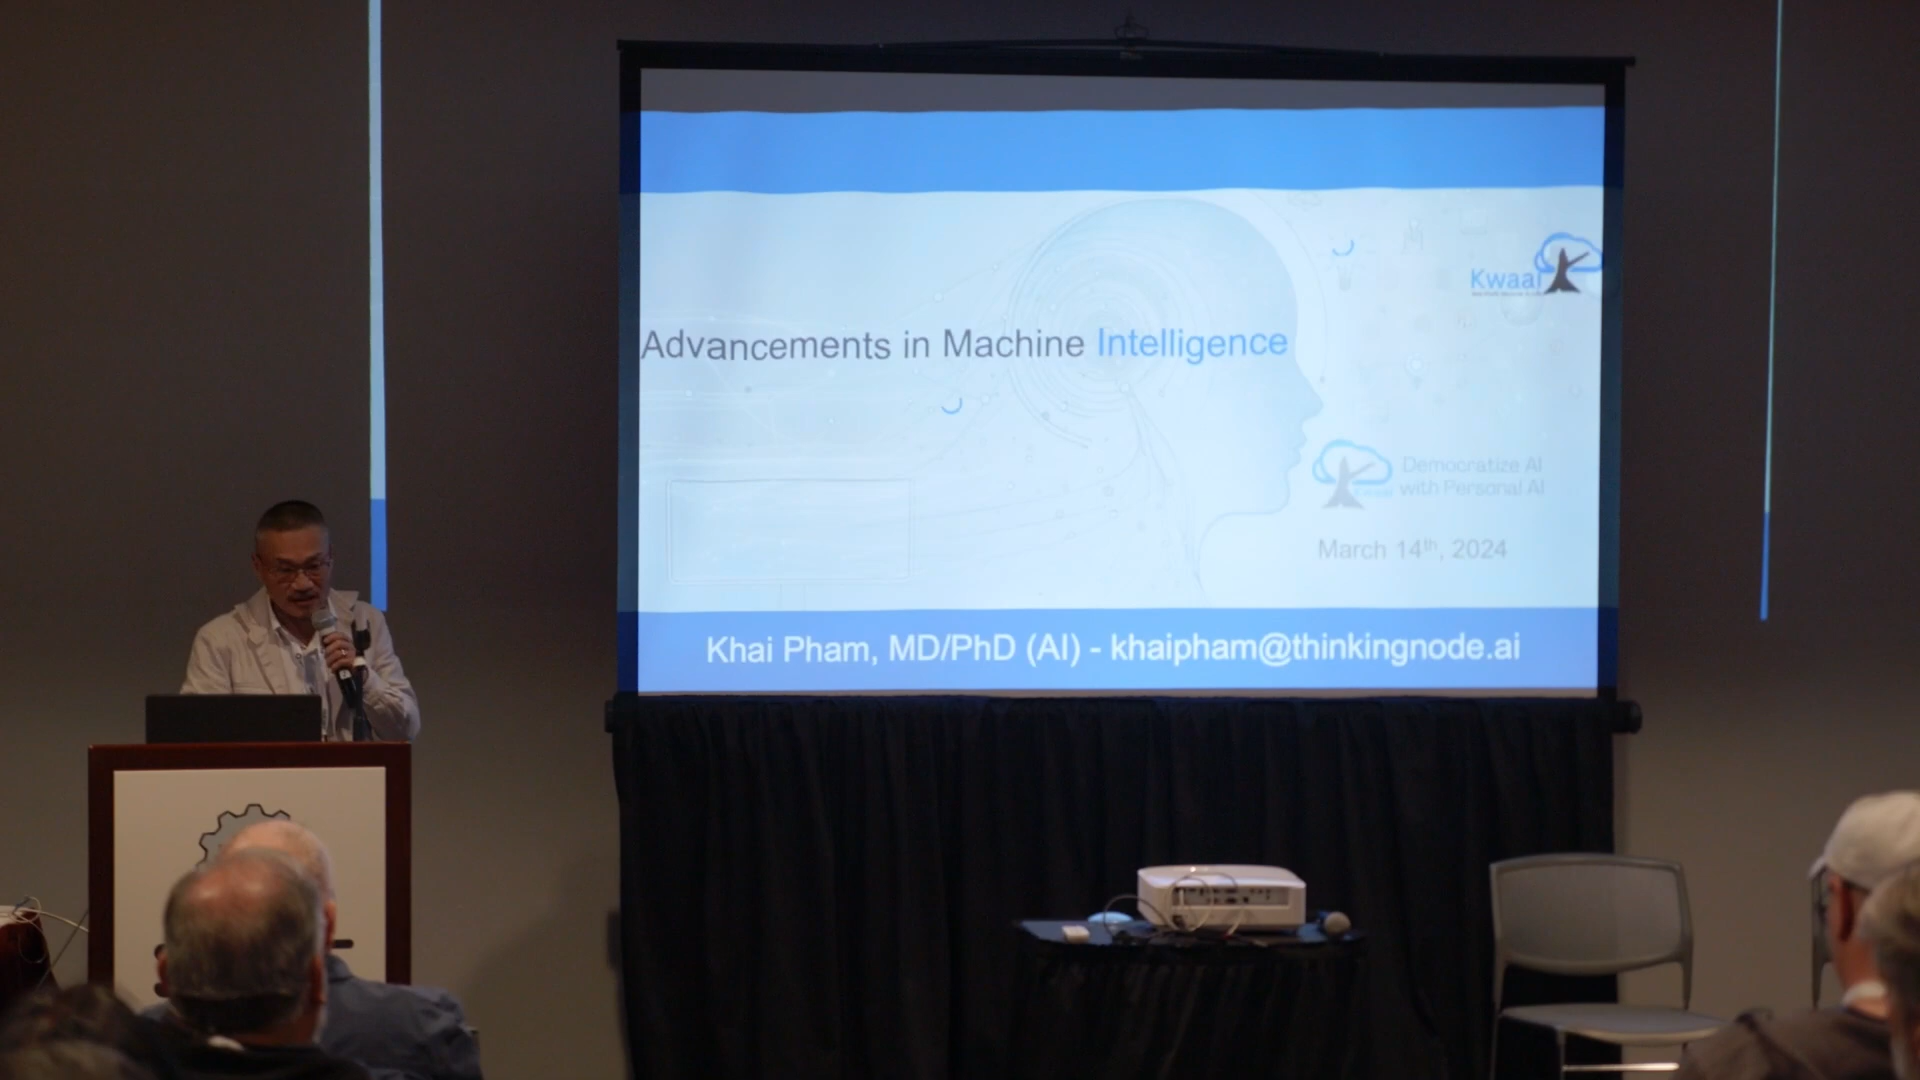 Kwaai
Advancements in Machine Intelligence
Democratize AI
with Personal AI
March 14th, 2024
Khai Pham, MD/PhD (AI) - khaipham@thinkingnode.ai